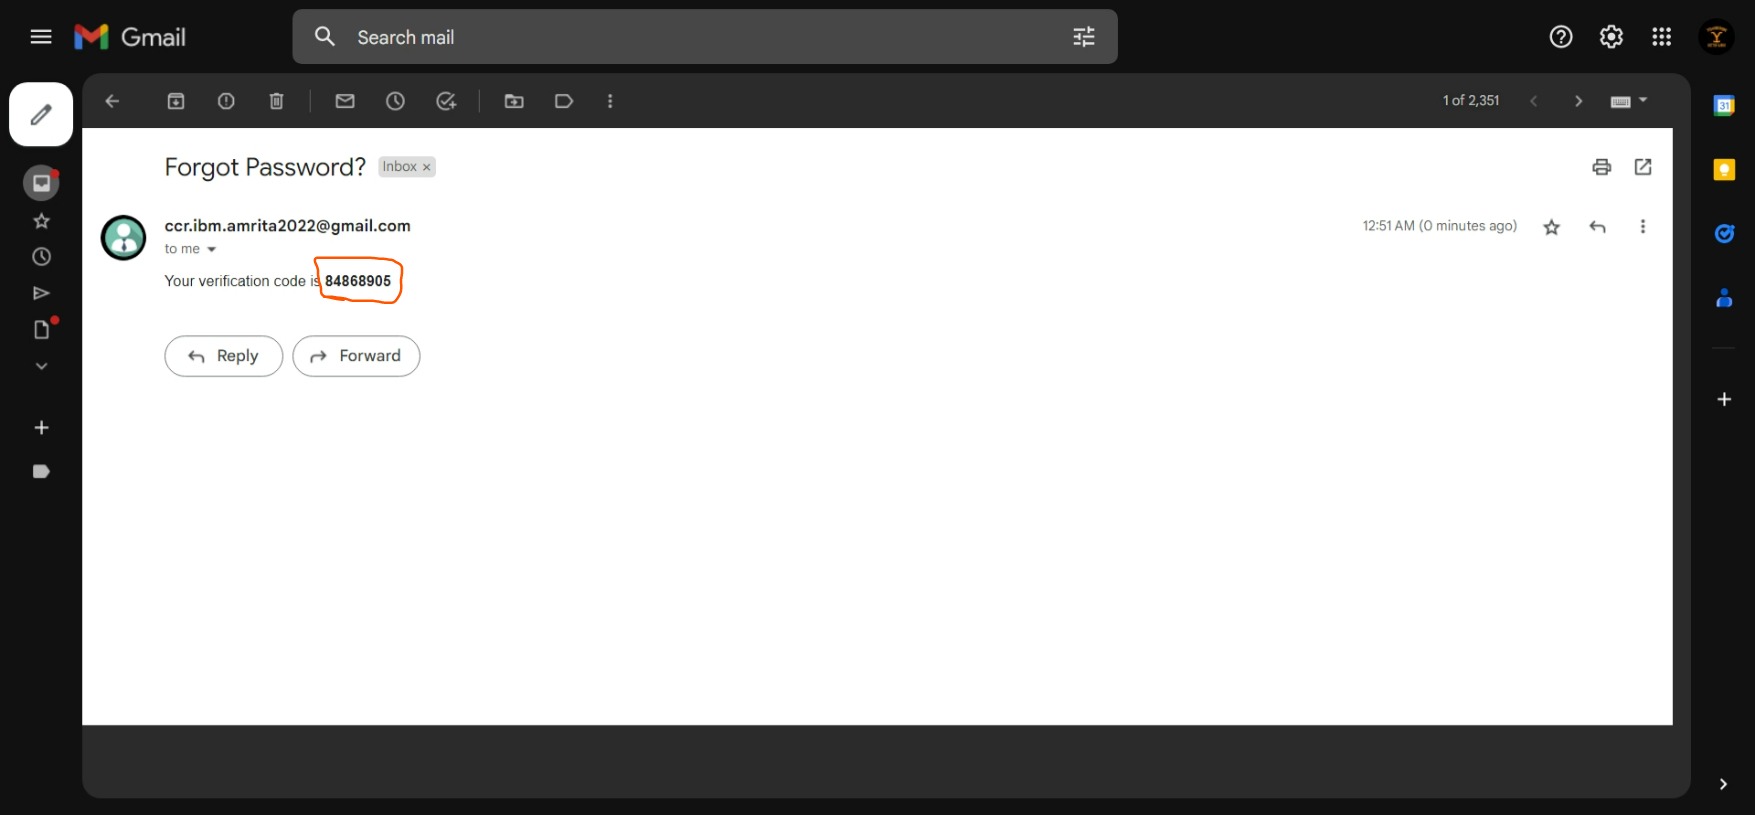 Gmail
Search mail
1 of 2,351
31
Forgot Password?
Inbox ×
ccr.ibm.amrita2022@gmail.com
12:51 AM (0 minutes ago)
to me
Your verification code is 84868905
Reply
Forward